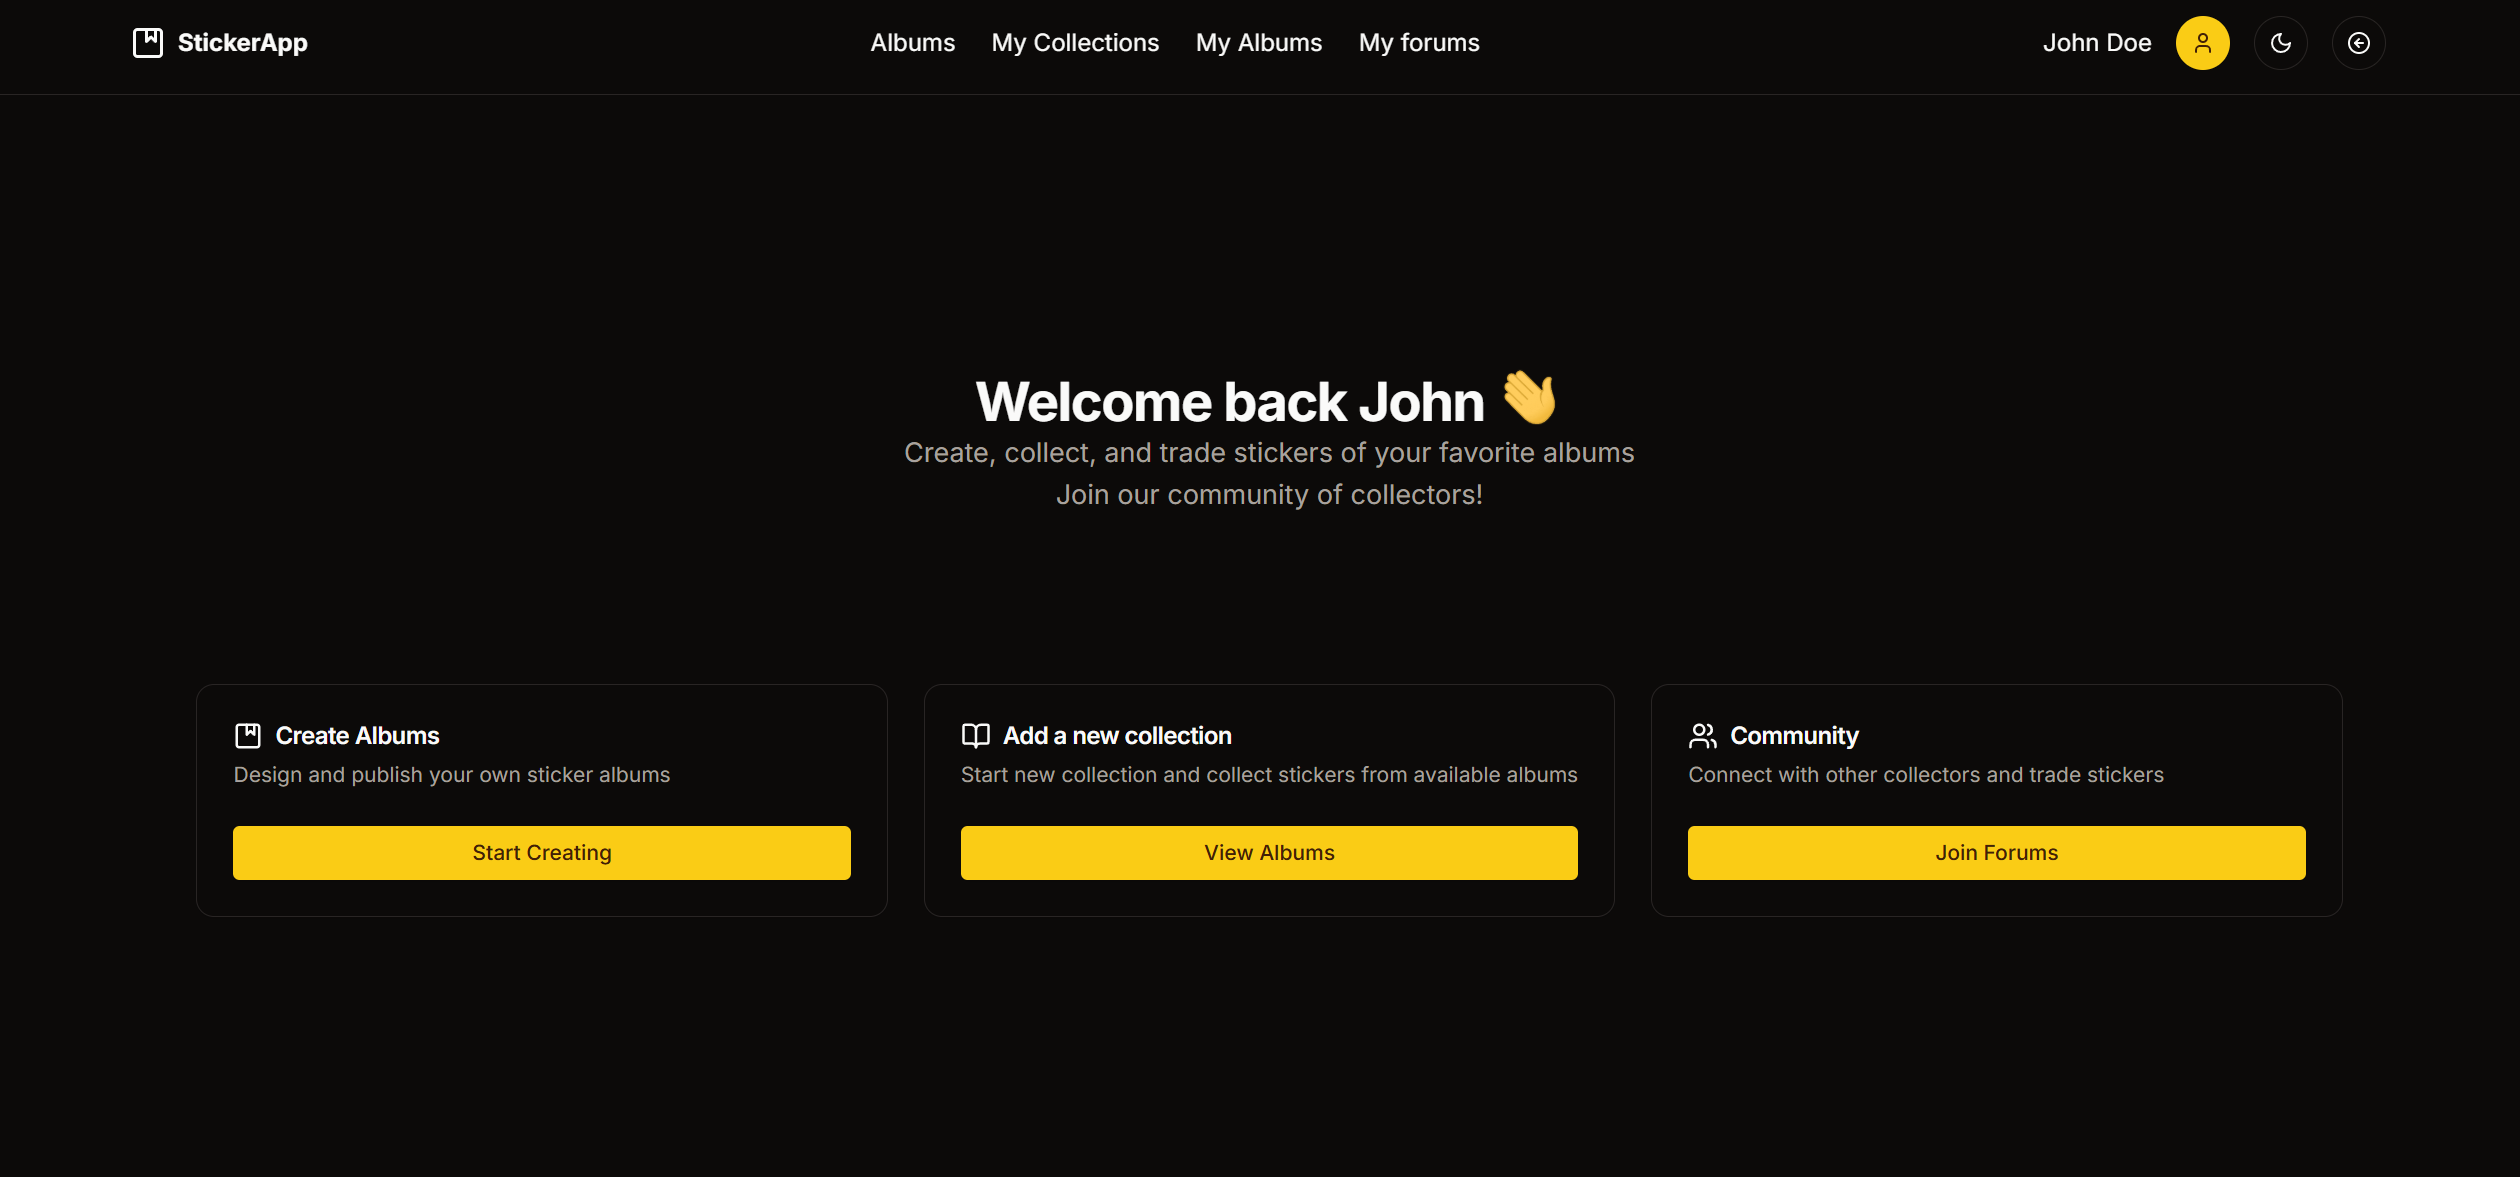 StickerApp
Albums
My Collections
My Albums
My forums
John Doe
Welcome back John 👋
Create, collect, and trade stickers of your favorite albums
Join our community of collectors!
Create Albums
Design and publish your own sticker albums
Start Creating
Add a new collection
Start new collection and collect stickers from available albums
View Albums
Community
Connect with other collectors and trade stickers
Join Forums